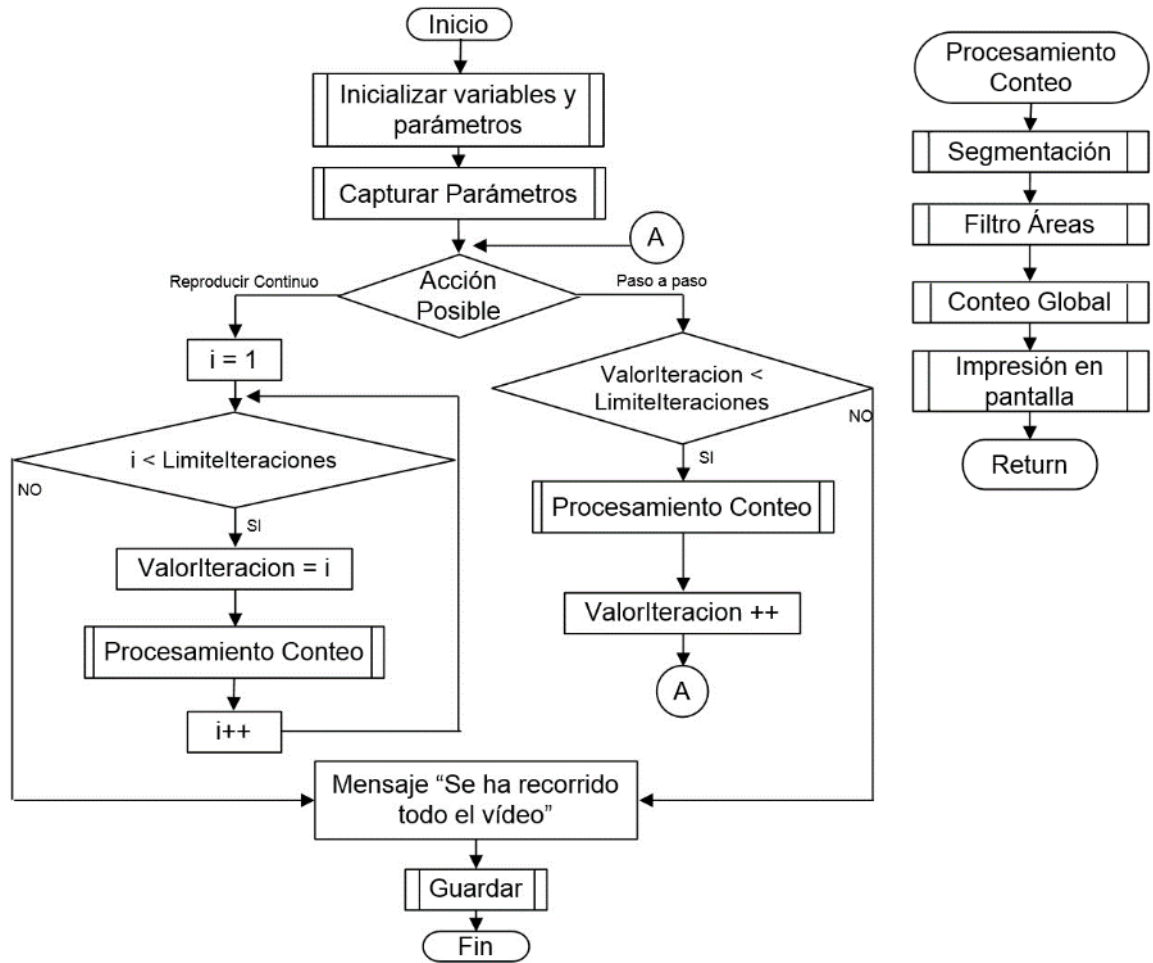 Inicio
Inicializar variables y
parámetros
Capturar Parámetros
A
Acción
Posible
Reproducir Continuo
Paso a paso
i = 1
i < LimiteIteraciones
NO
SI
ValorIteracion = i
Procesamiento Conteo
i++
ValorIteracion <
LimiteIteraciones
NO
SI
Procesamiento Conteo
ValorIteracion ++
A
Mensaje “Se ha recorrido
todo el vídeo”
Guardar
Fin
Procesamiento
Conteo
Segmentación
Filtro Áreas
Conteo Global
Impresión en
pantalla
Return